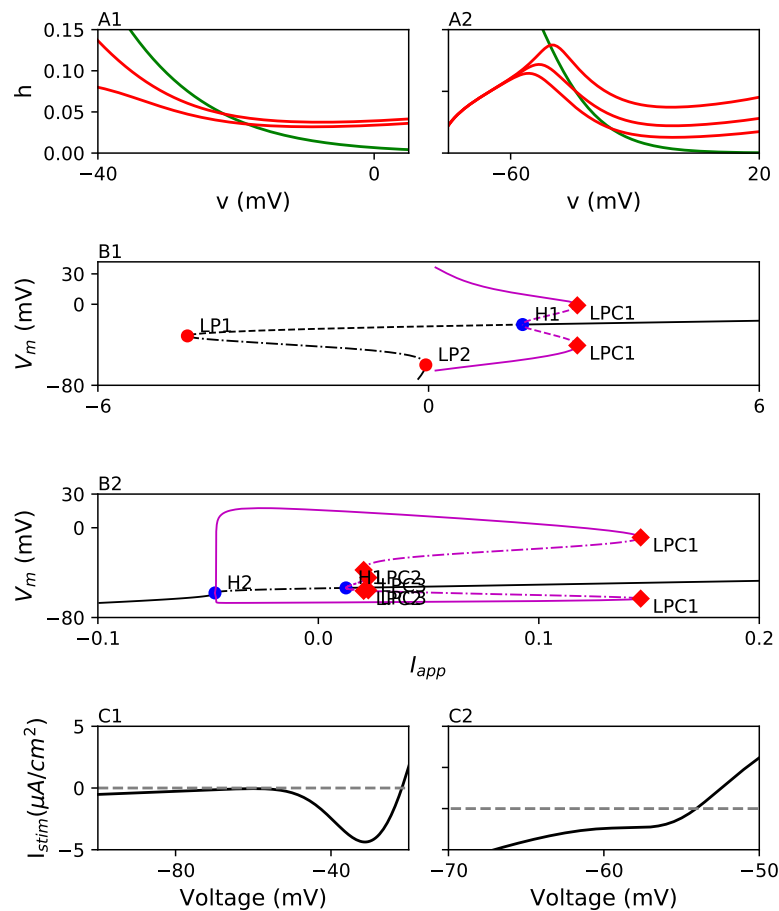 A1
A2
0.15
0.10
0.05
0.00
h
−40
0
v (mV)
−60
20
v (mV)
B1
30
0
−80
V_m (mV)
LP1
LP2
H1
LPC1
LPC1
−6
0
6
B2
30
0
−80
V_m (mV)
H2
H1
LPC2
LPC3
LPC2
LPC3
LPC1
LPC1
−0.1
0.0
0.1
0.2
I_app
C1
C2
5
0
−5
I_stim(μA/cm²)
−80
−40
Voltage (mV)
−70
−60
−50
Voltage (mV)